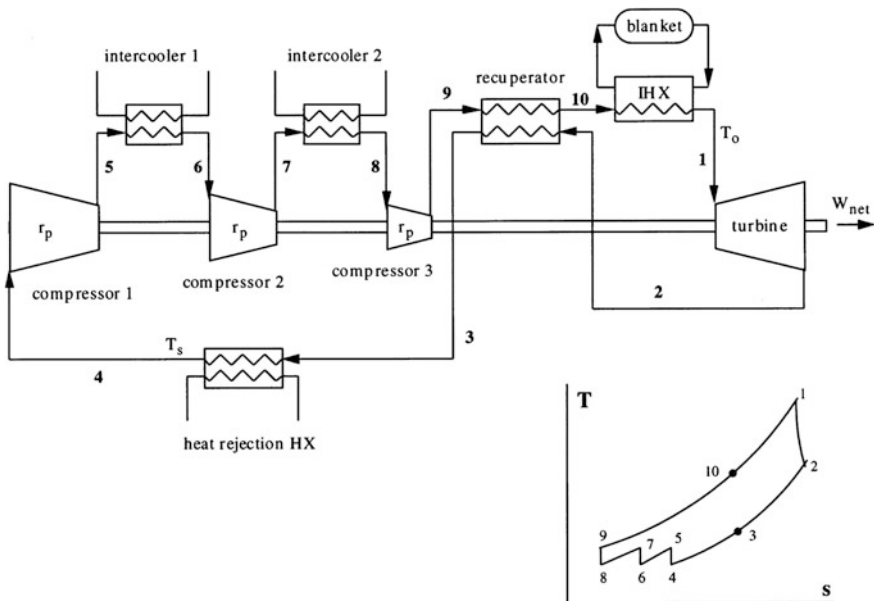 blanket
intercooler 1
intercooler 2
recuperator
9
10
IHX
T_o
5
6
7
8
1
r_p
r_p
r_p
turbine
W_net
compressor 1
compressor 2
compressor 3
2
3
T_s
4
heat rejection HX
T
1
10
2
9
7
5
3
8
6
4
s